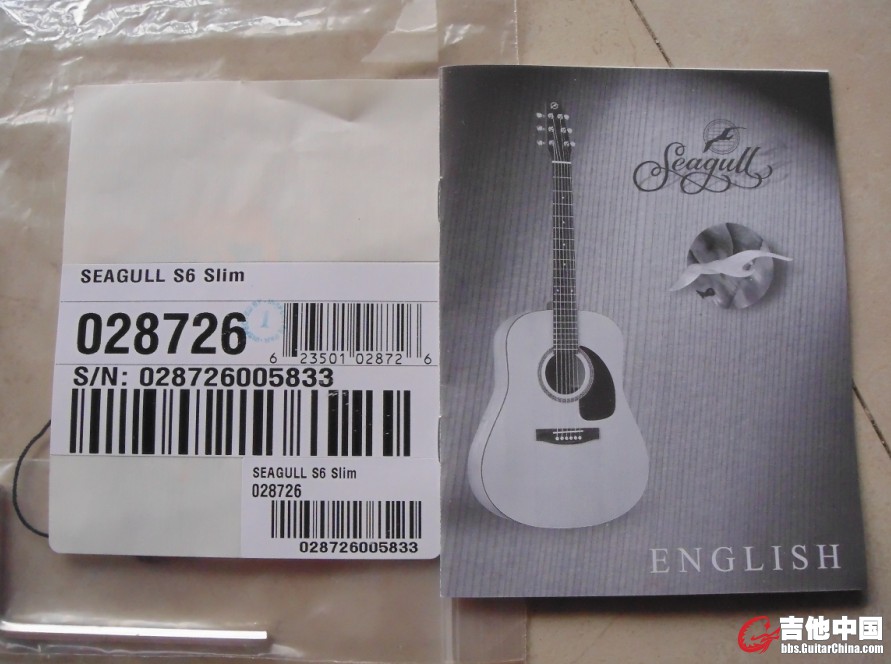 SEAGULL S6 Slim
028726
1
6 23501 02872 6
S/N: 028726005833
SEAGULL S6 Slim
028726
028726005833
Seagull
ENGLISH
吉他中国
bbs.GuitarChina.com